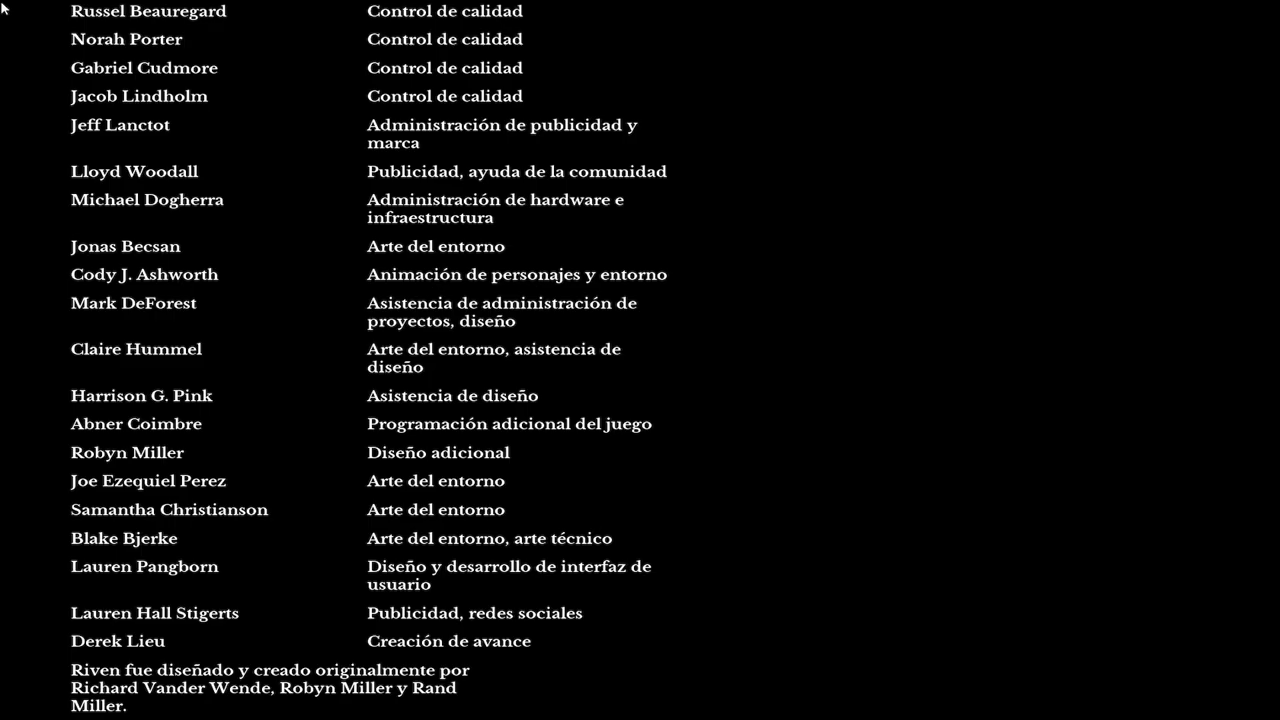 Russel Beauregard Control de calidad
Norah Porter Control de calidad
Gabriel Cudmore Control de calidad
Jacob Lindholm Control de calidad
Jeff Lanctot Administración de publicidad y
marca
Lloyd Woodall Publicidad, ayuda de la comunidad
Michael Dogherra Administración de hardware e
infraestructura
Jonas Becsan Arte del entorno
Cody J. Ashworth Animación de personajes y entorno
Mark DeForest Asistencia de administración de
proyectos, diseño
Claire Hummel Arte del entorno, asistencia de
diseño
Harrison G. Pink Asistencia de diseño
Abner Coimbre Programación adicional del juego
Robyn Miller Diseño adicional
Joe Ezequiel Perez Arte del entorno
Samantha Christianson Arte del entorno
Blake Bjerke Arte del entorno, arte técnico
Lauren Pangborn Diseño y desarrollo de interfaz de
usuario
Lauren Hall Stigerts Publicidad, redes sociales
Derek Lieu Creación de avance
Riven fue diseñado y creado originalmente por
Richard Vander Wende, Robyn Miller y Rand
Miller.